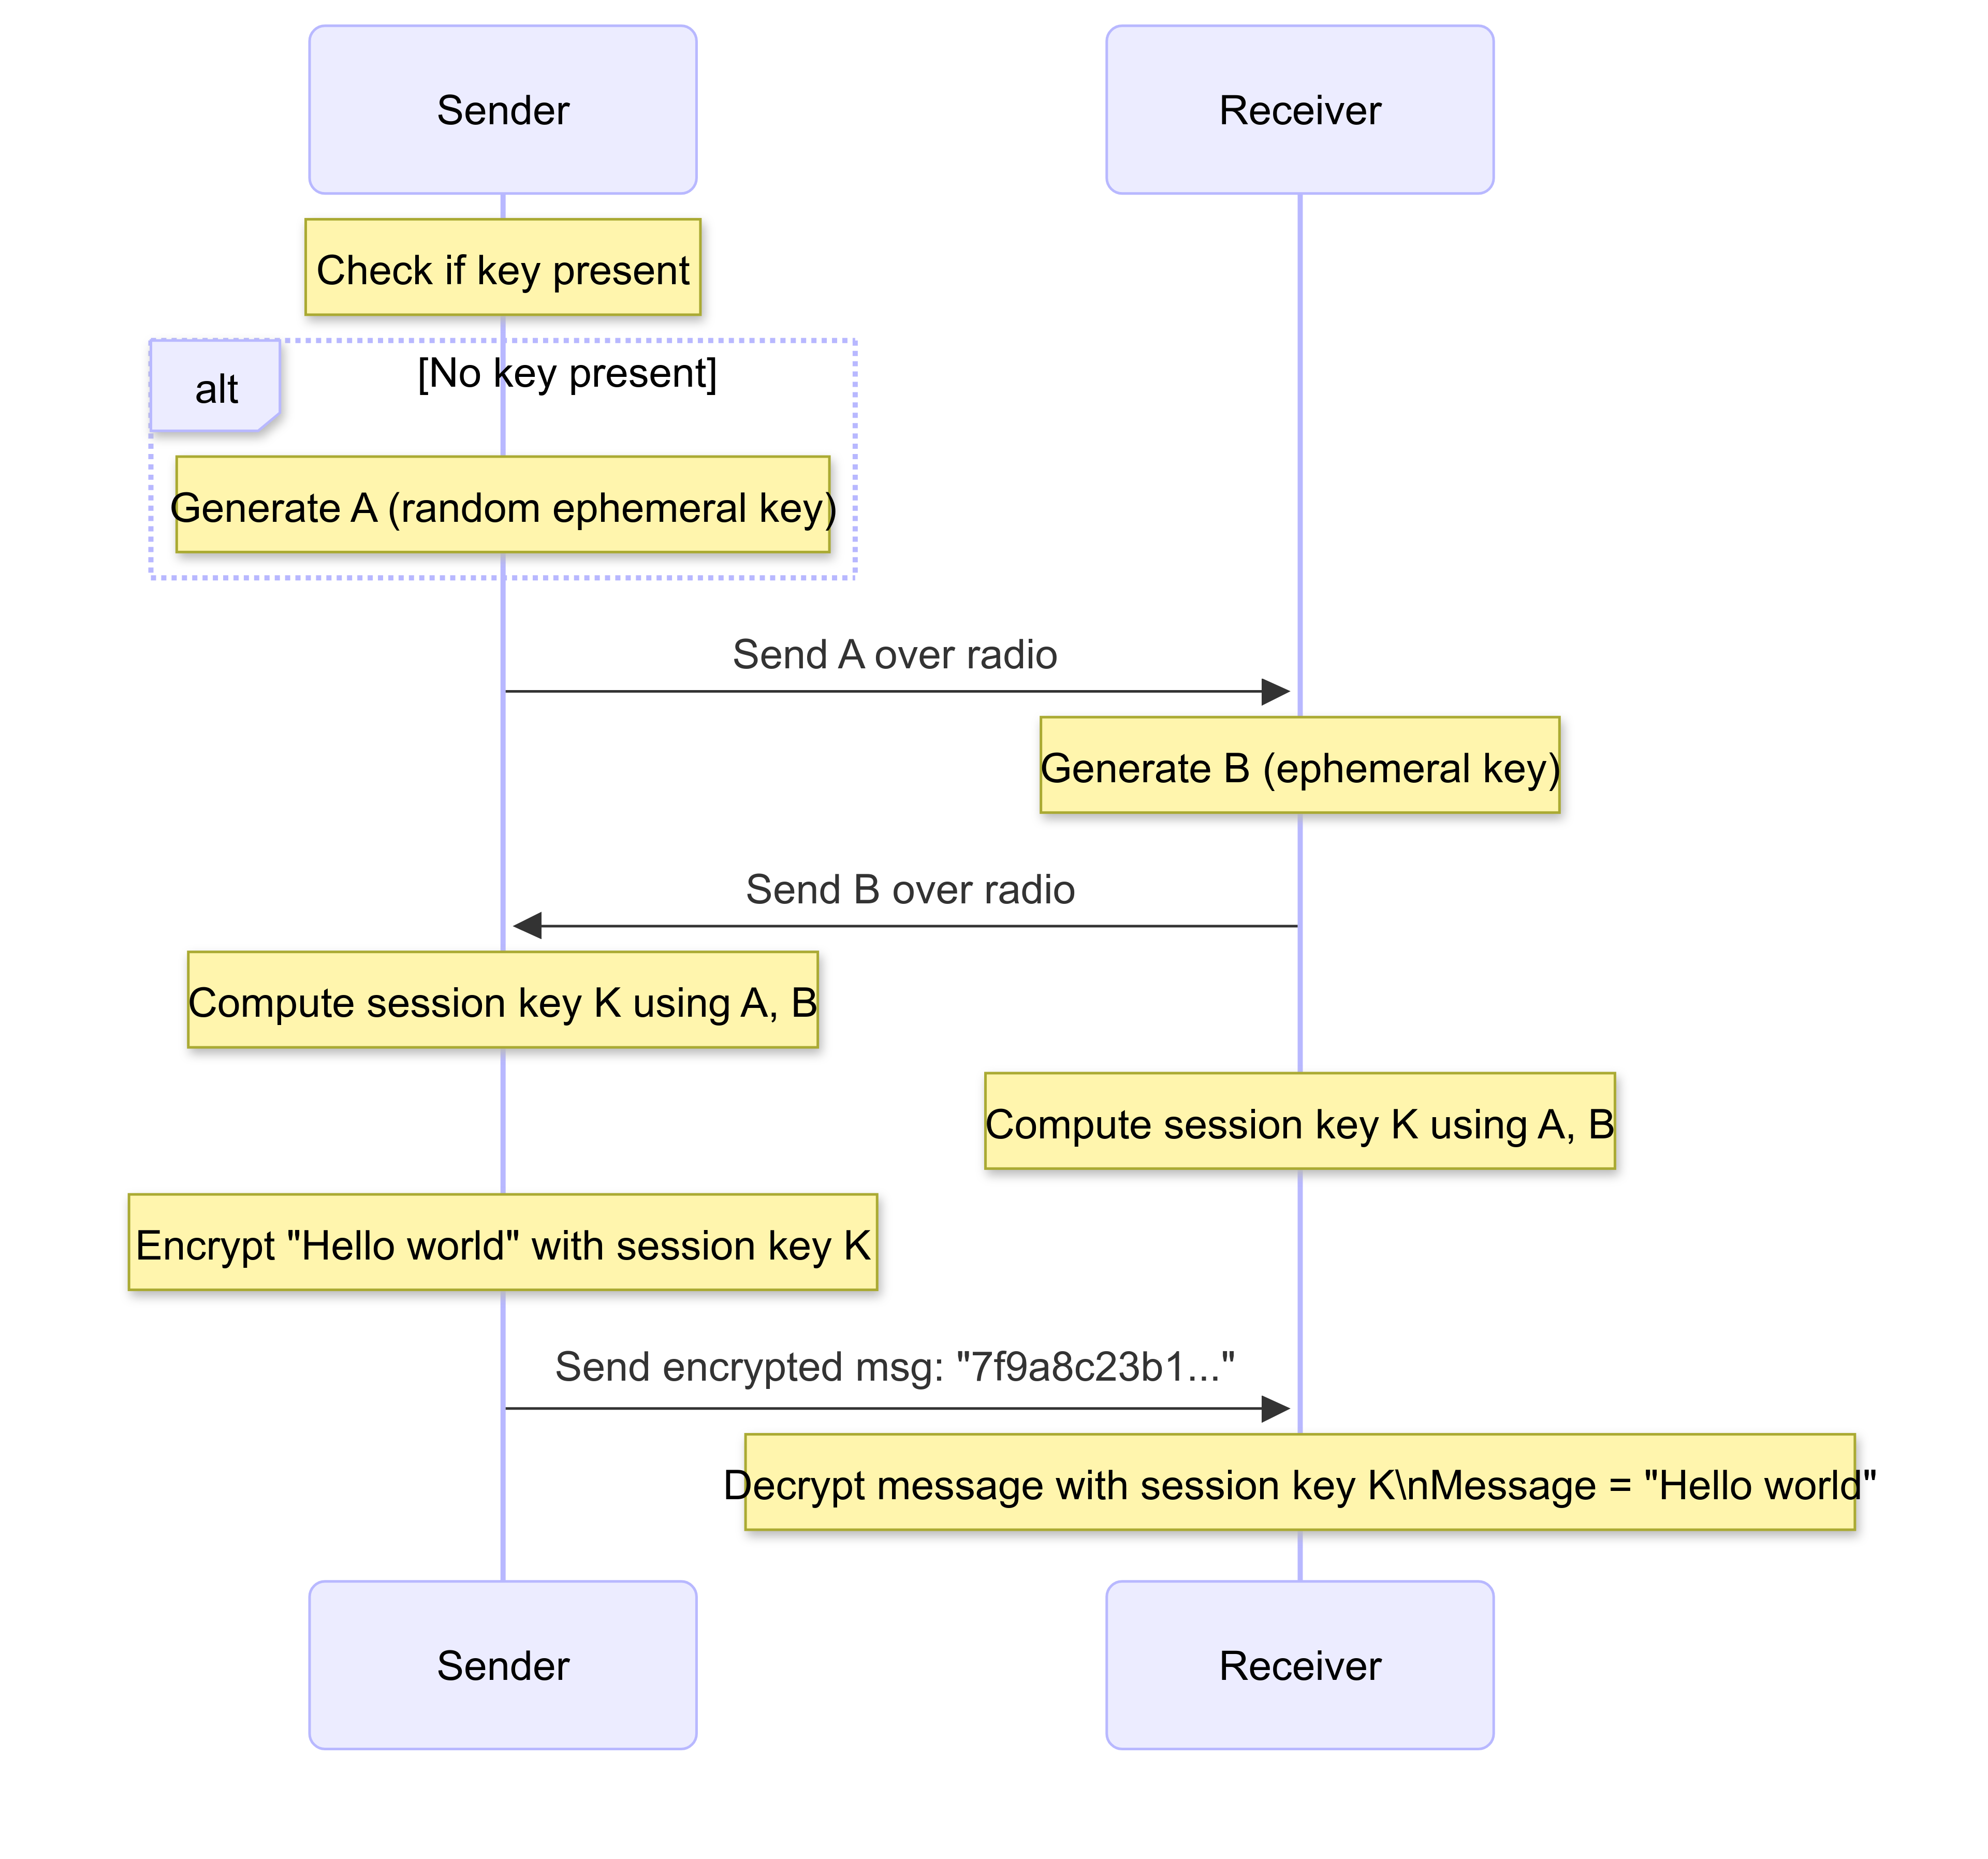 Sender
Receiver
Check if key present
alt
[No key present]
Generate A (random ephemeral key)
Send A over radio
Generate B (ephemeral key)
Send B over radio
Compute session key K using A, B
Compute session key K using A, B
Encrypt "Hello world" with session key K
Send encrypted msg: "7f9a8c23b1..."
Decrypt message with session key K\nMessage = "Hello world"
Sender
Receiver